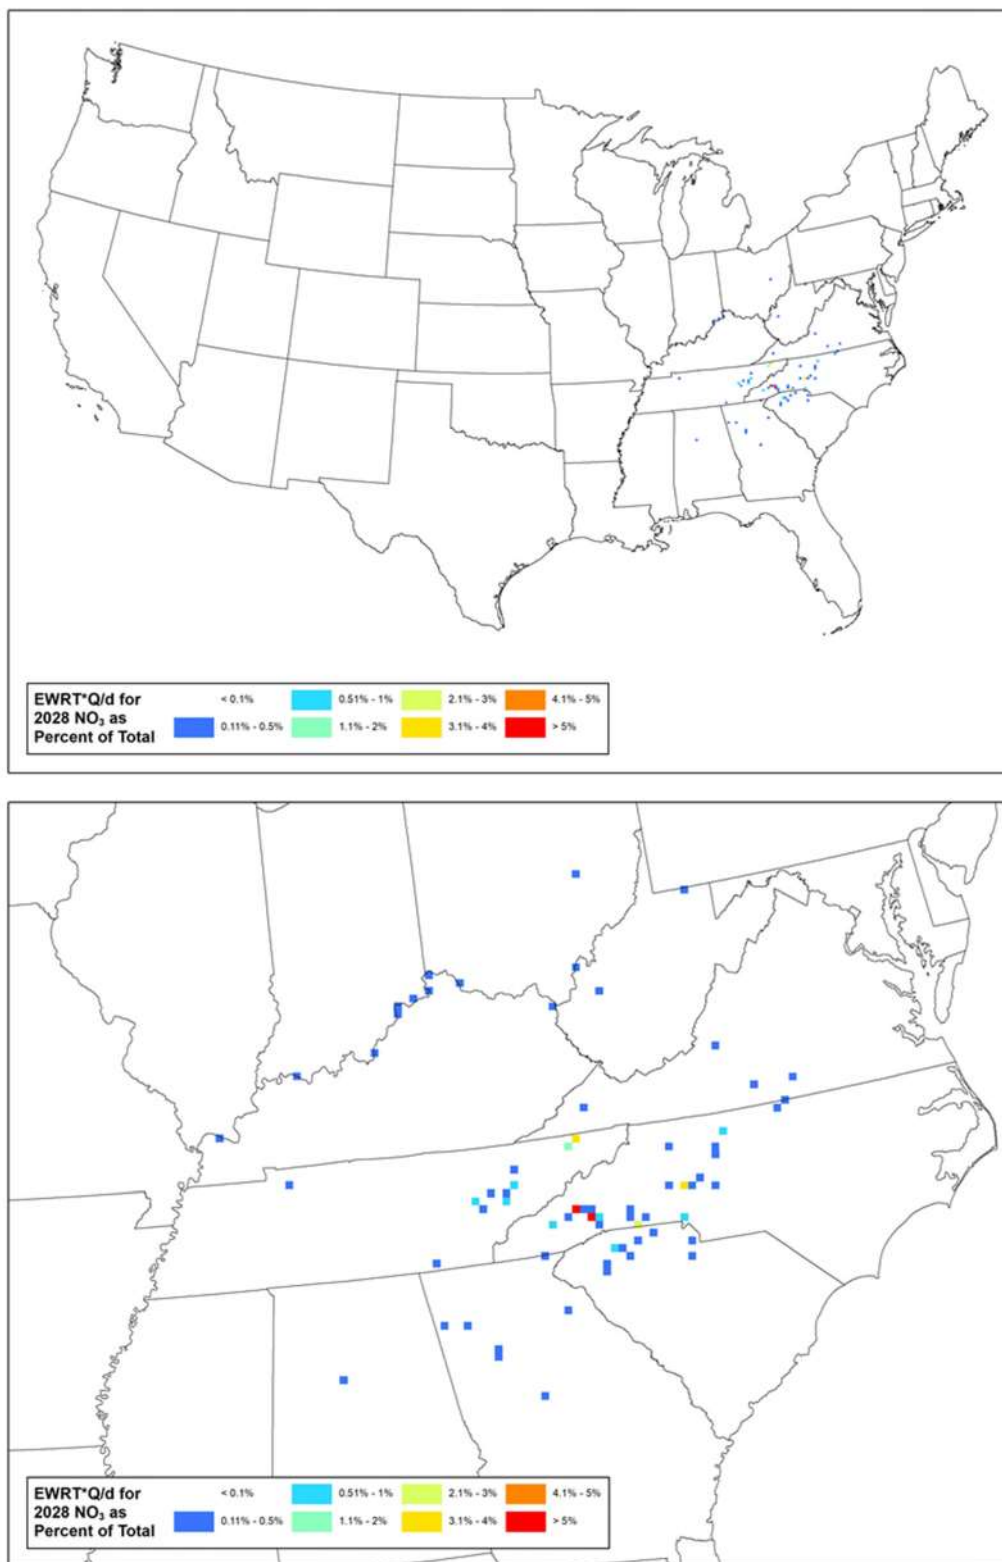 EWRT*Q/d for
2028 NO₃ as
Percent of Total
< 0.1%
0.51% - 1%
2.1% - 3%
4.1% - 5%
0.11% - 0.5%
1.1% - 2%
3.1% - 4%
> 5%
EWRT*Q/d for
2028 NO₃ as
Percent of Total
< 0.1%
0.51% - 1%
2.1% - 3%
4.1% - 5%
0.11% - 0.5%
1.1% - 2%
3.1% - 4%
> 5%